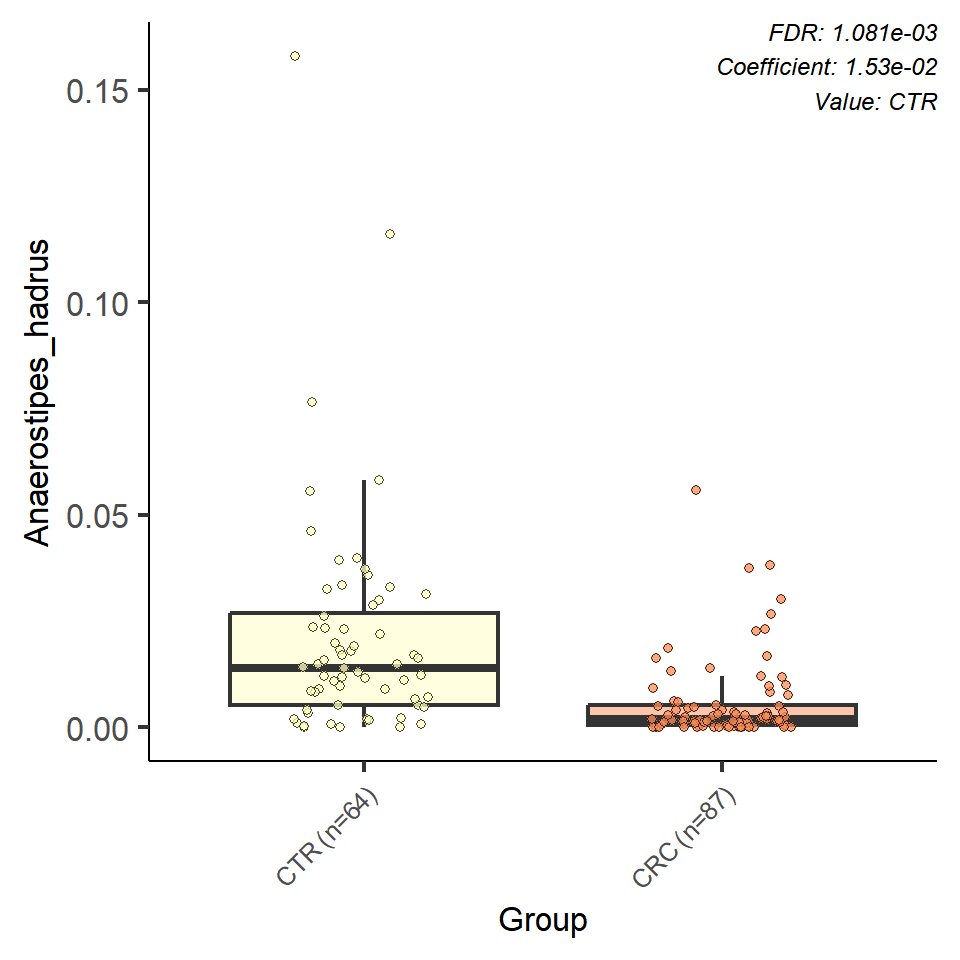 FDR: 1.081e-03
Coefficient: 1.53e-02
Value: CTR
0.15
0.10
0.05
0.00
Anaerostipes_hadrus
CTR (n=64)
CRC (n=87)
Group